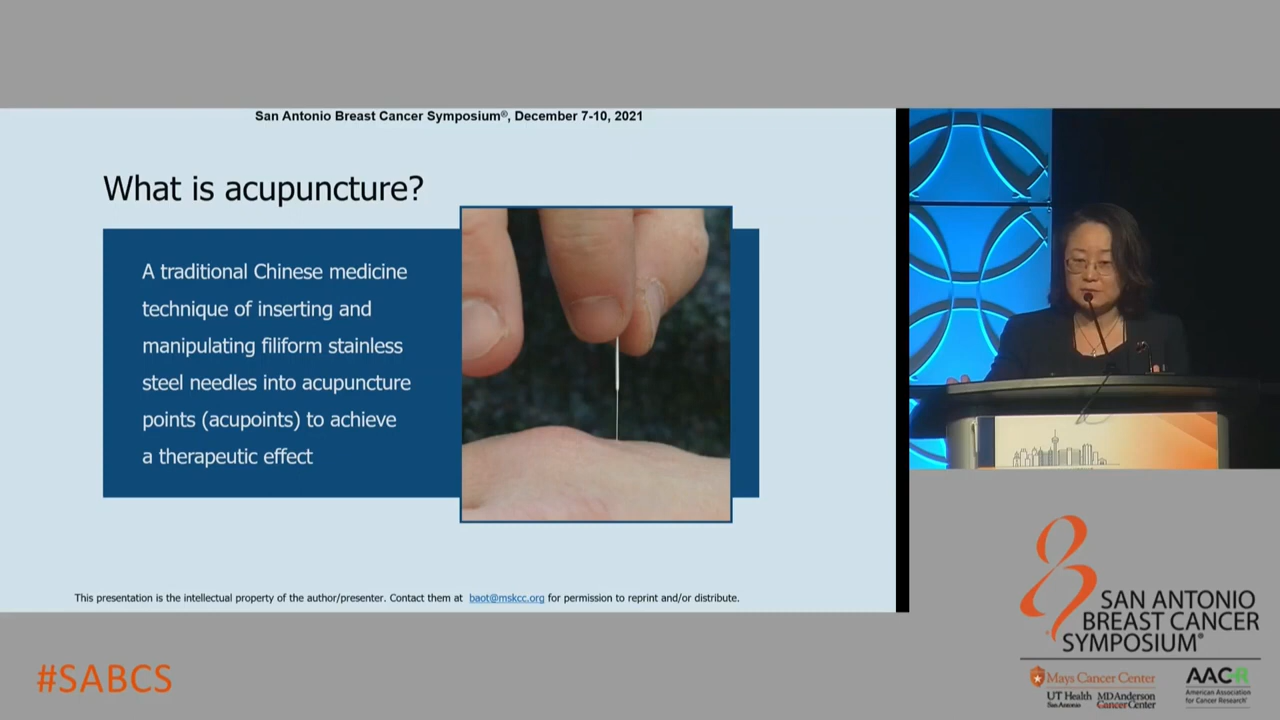 San Antonio Breast Cancer Symposium®, December 7-10, 2021
What is acupuncture?
A traditional Chinese medicine
technique of inserting and
manipulating filiform stainless
steel needles into acupuncture
points (acupoints) to achieve
a therapeutic effect
This presentation is the intellectual property of the author/presenter. Contact them at baot@mskcc.org for permission to reprint and/or distribute.
#SABCS
SAN ANTONIO
BREAST CANCER
SYMPOSIUM®
Mays Cancer Center
UT Health
San Antonio
MD Anderson
Cancer Center
AACR
American Association
for Cancer Research®